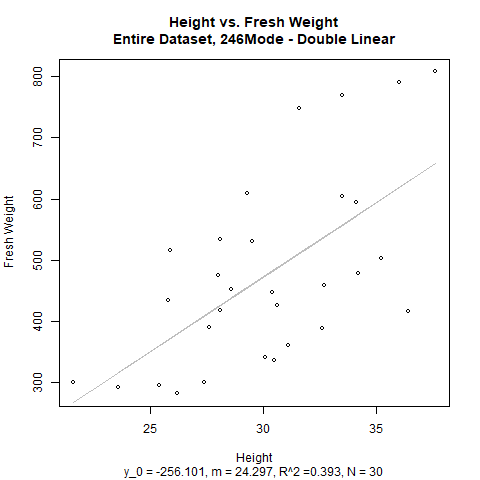 Height vs. Fresh Weight
Entire Dataset, 246Mode - Double Linear
Fresh Weight
800
700
600
500
400
300
25 30 35
Height
y_0 = -256.101, m = 24.297, R^2 =0.393, N = 30